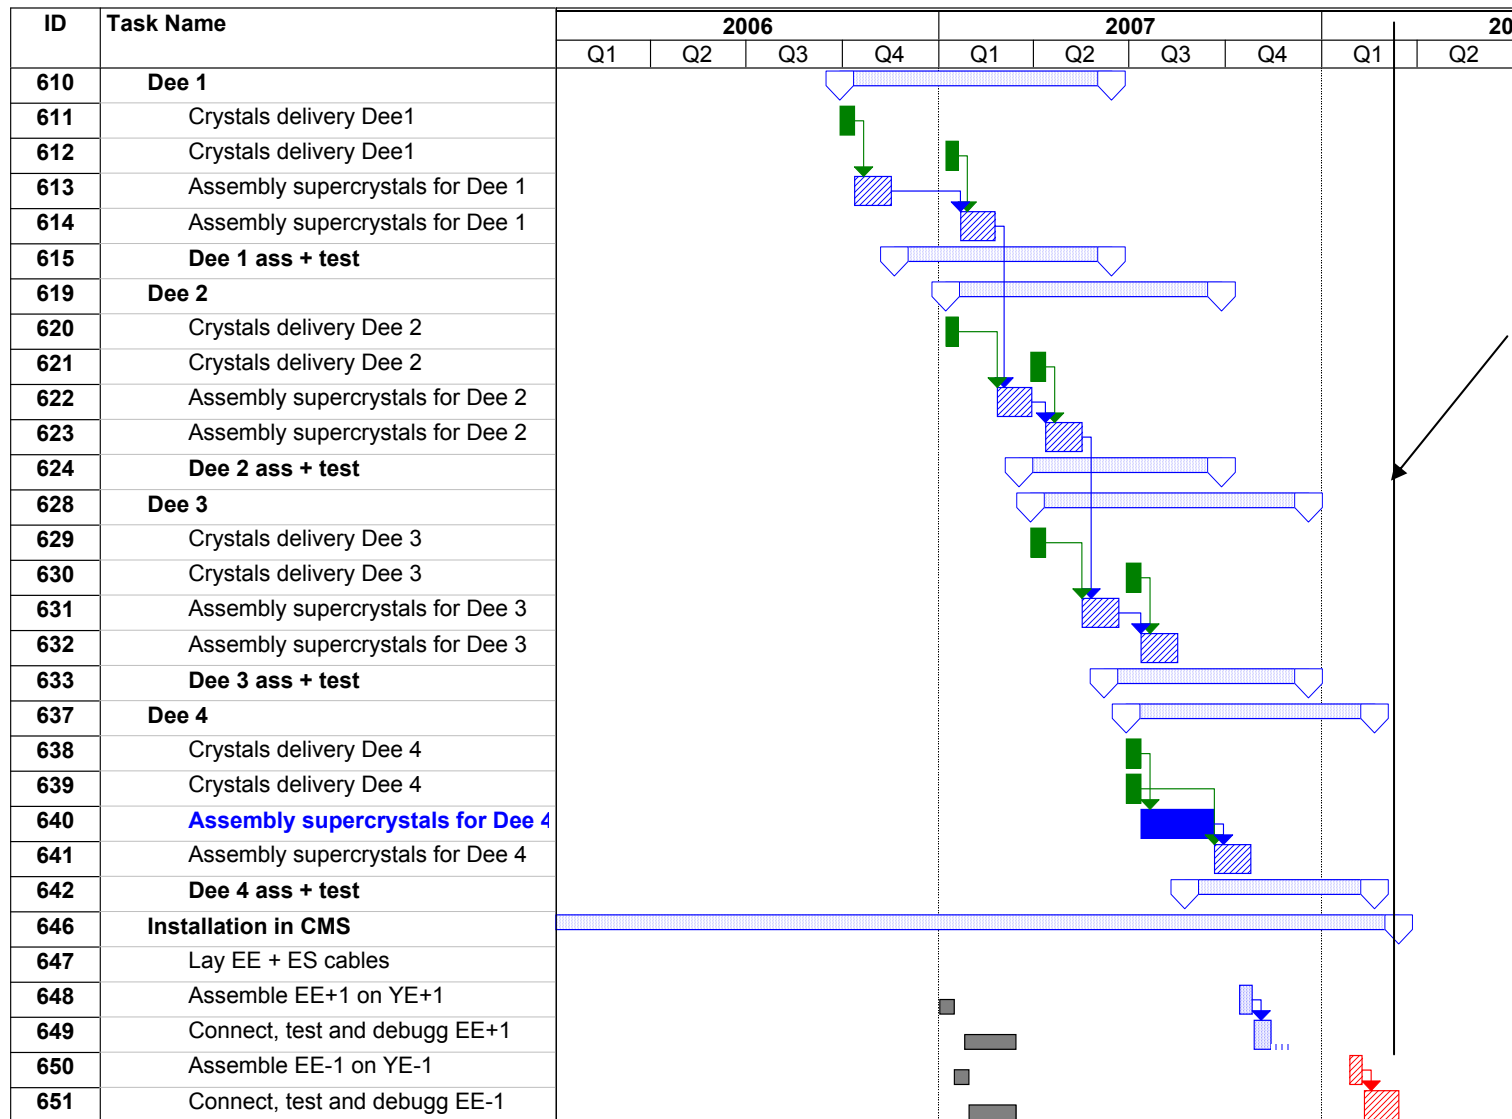 ID Task Name 2006 2007 20
Q1 Q2 Q3 Q4 Q1 Q2 Q3 Q4 Q1 Q2
610 Dee 1
611 Crystals delivery Dee1
612 Crystals delivery Dee1
613 Assembly supercrystals for Dee 1
614 Assembly supercrystals for Dee 1
615 Dee 1 ass + test
619 Dee 2
620 Crystals delivery Dee 2
621 Crystals delivery Dee 2
622 Assembly supercrystals for Dee 2
623 Assembly supercrystals for Dee 2
624 Dee 2 ass + test
628 Dee 3
629 Crystals delivery Dee 3
630 Crystals delivery Dee 3
631 Assembly supercrystals for Dee 3
632 Assembly supercrystals for Dee 3
633 Dee 3 ass + test
637 Dee 4
638 Crystals delivery Dee 4
639 Crystals delivery Dee 4
640 Assembly supercrystals for Dee 4
641 Assembly supercrystals for Dee 4
642 Dee 4 ass + test
646 Installation in CMS
647 Lay EE + ES cables
648 Assemble EE+1 on YE+1
649 Connect, test and debugg EE+1
650 Assemble EE-1 on YE-1
651 Connect, test and debugg EE-1